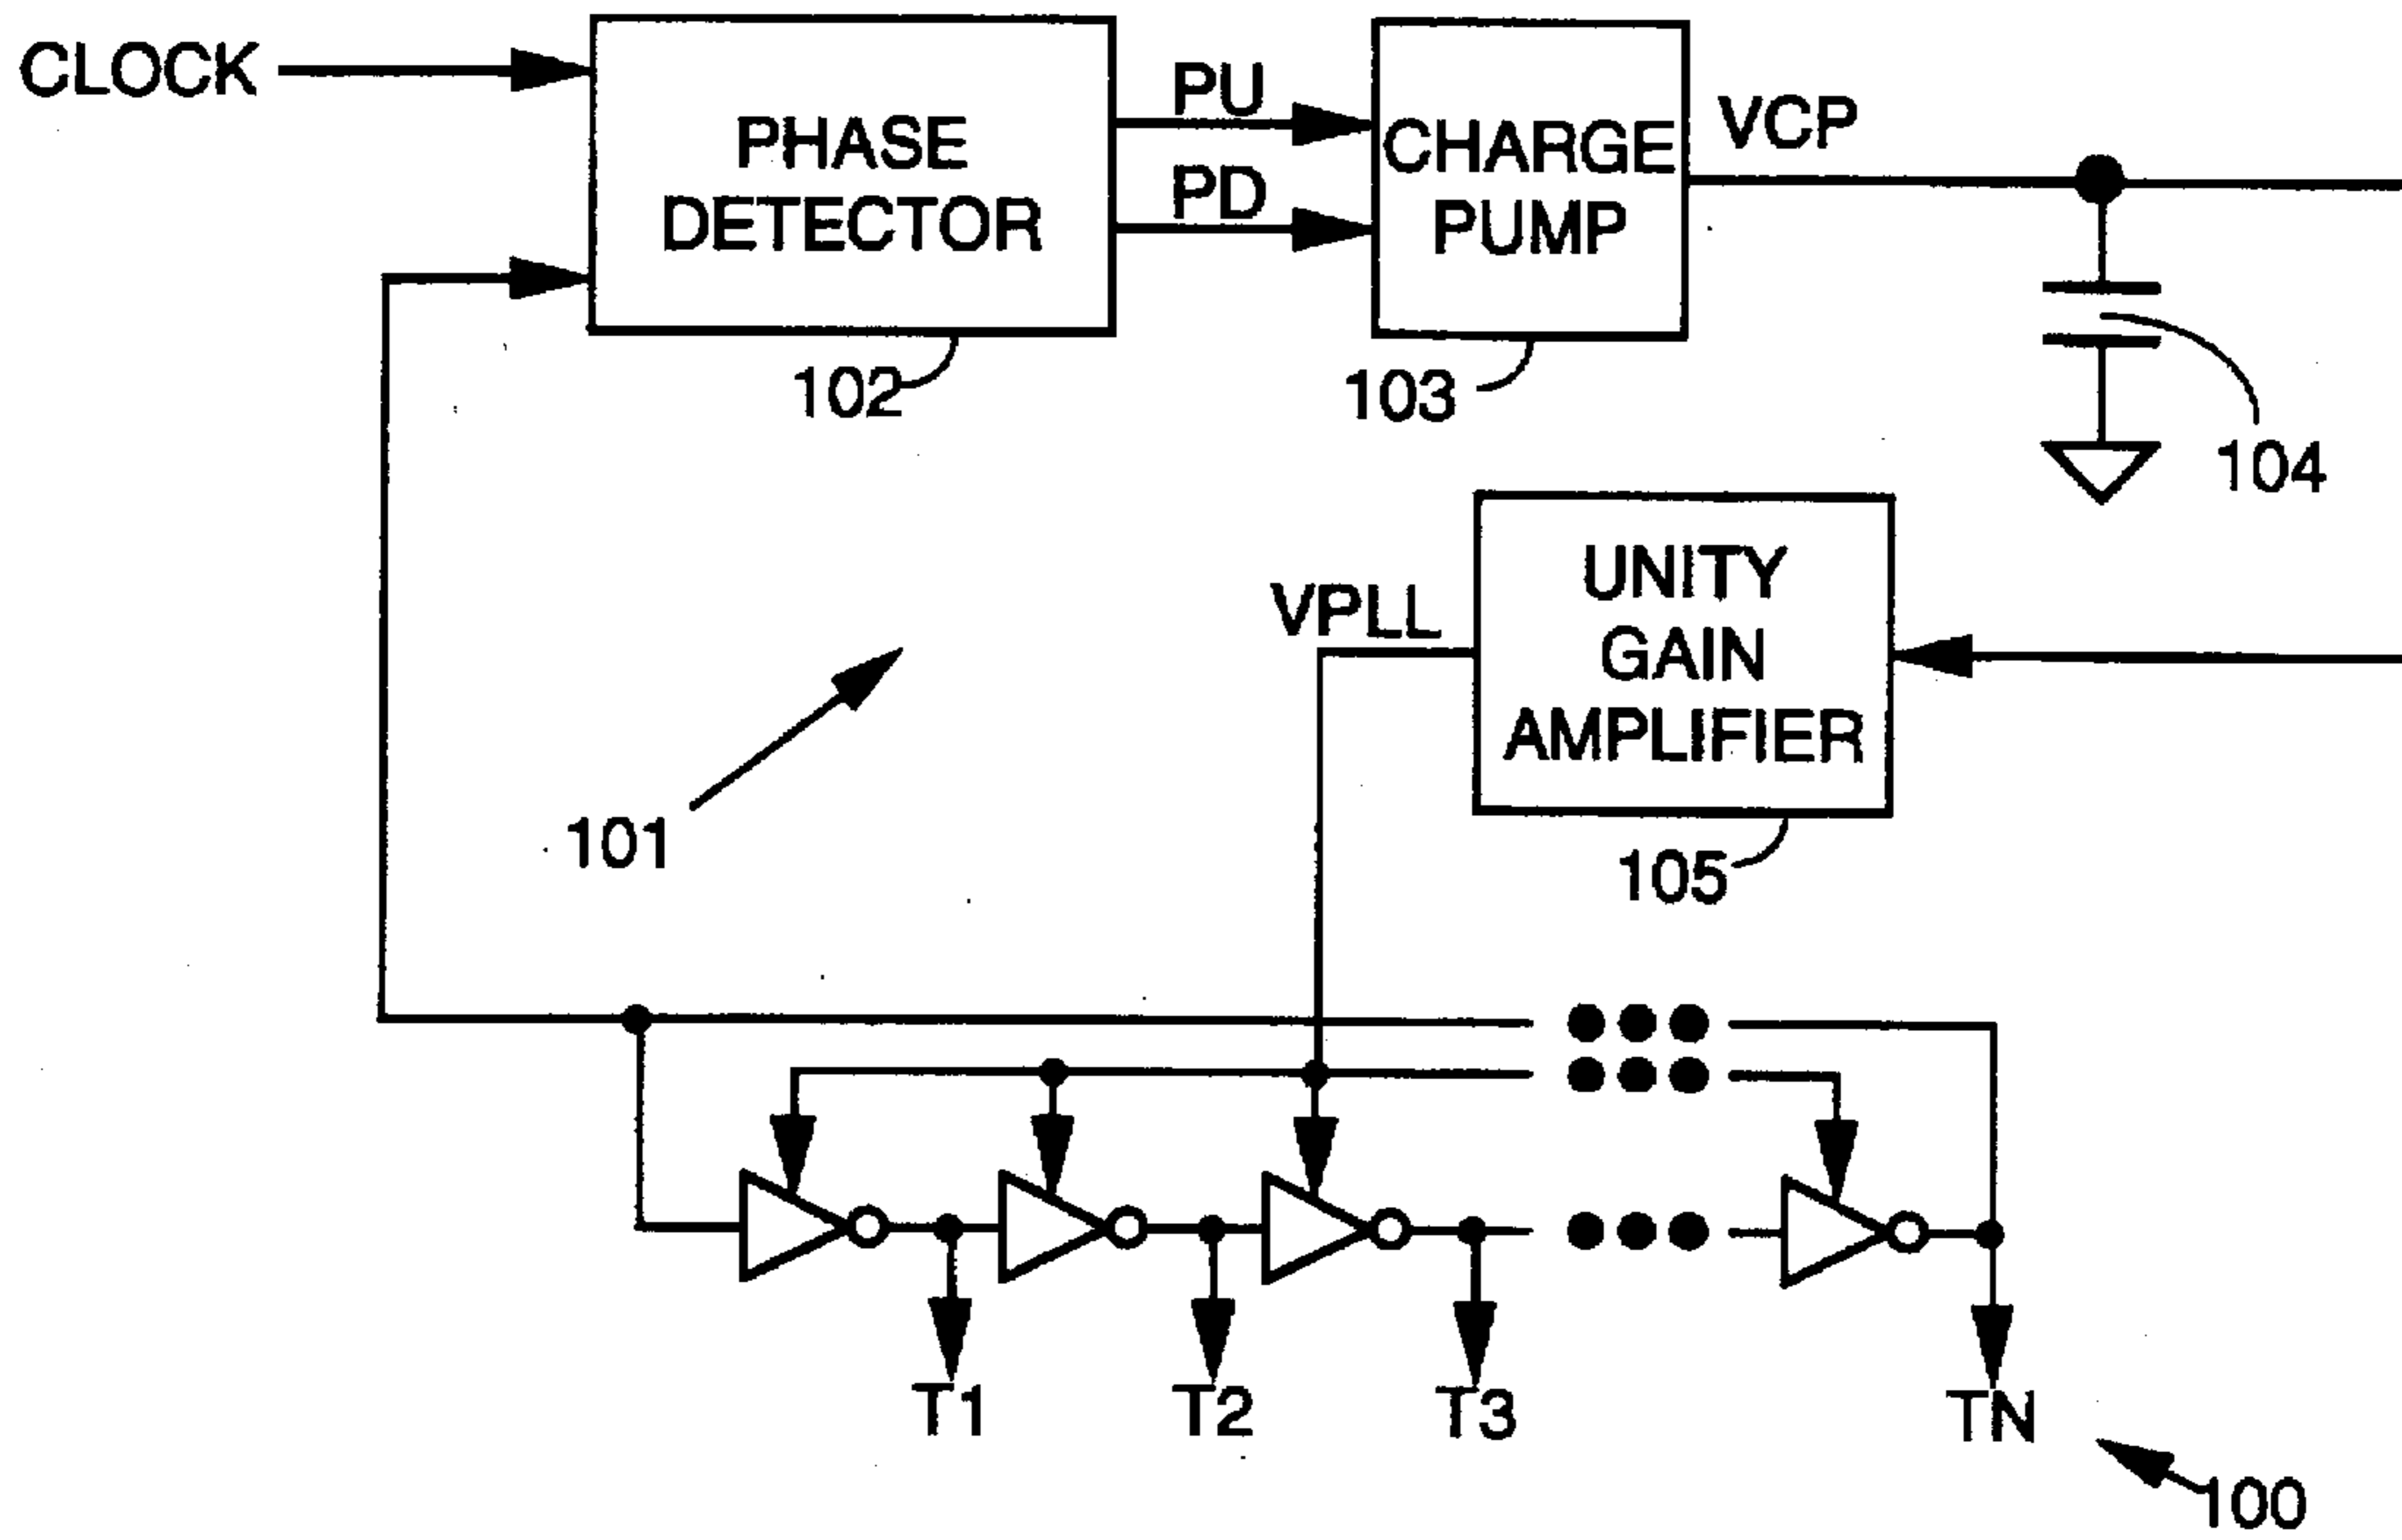 CLOCK
PHASE
DETECTOR
102
PU
PD
CHARGE
PUMP
103
VCP
104
UNITY
GAIN
AMPLIFIER
105
VPLL
101
T1
T2
T3
TN
100